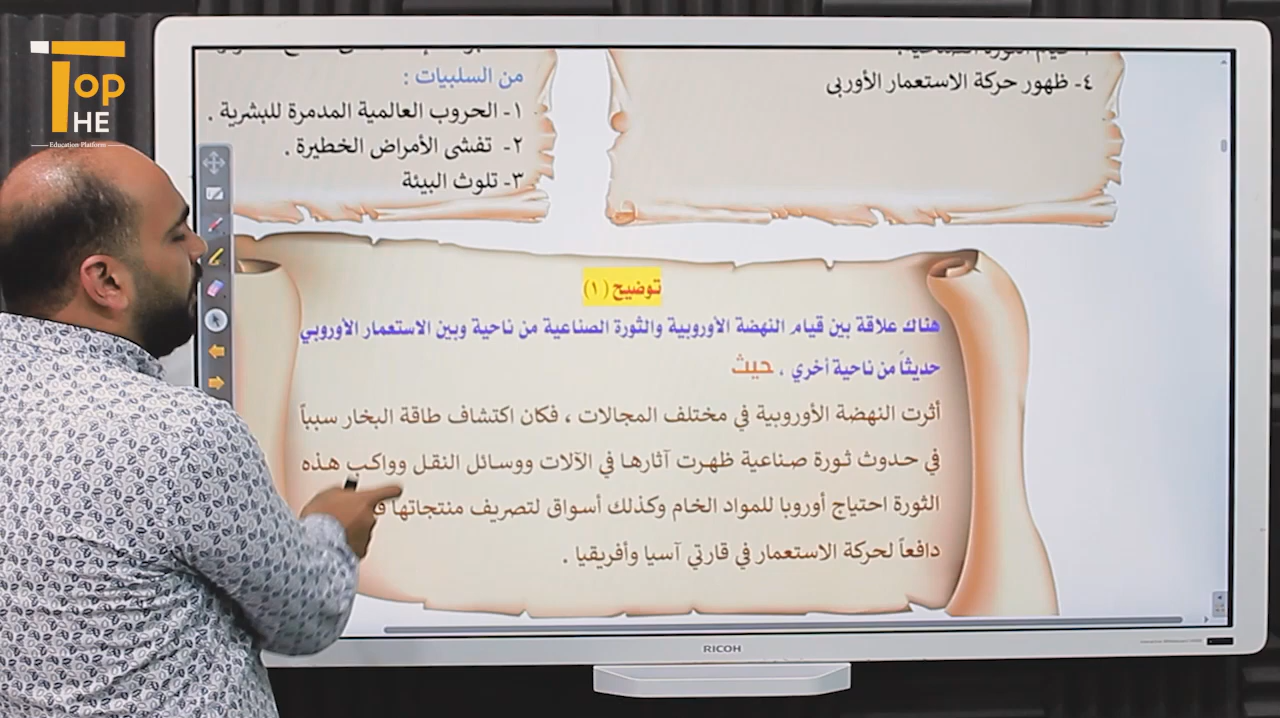 TOP
THE
Education Platform
٤- ظهور حركة الاستعمار الأوربى
من السلبيات :
١- الحروب العالمية المدمرة للبشرية .
٢- تفشى الأمراض الخطيرة .
٣- تلوث البيئة
توضيح (١)
هناك علاقة بين قيام النهضة الأوروبية والثورة الصناعية من ناحية وبين الاستعمار الأوروبي
حديثاً من ناحية أخري ، حيث
أثرت النهضة الأوروبية في مختلف المجالات ، فكان اكتشاف طاقة البخار سبباً
في حدوث ثورة صناعية ظهرت آثارها في الآلات ووسائل النقل وواكب هذه
الثورة احتياج أوروبا للمواد الخام وكذلك أسواق لتصريف منتجاتها
دافعاً لحركة الاستعمار في قارتي آسيا وأفريقيا .
RICOH